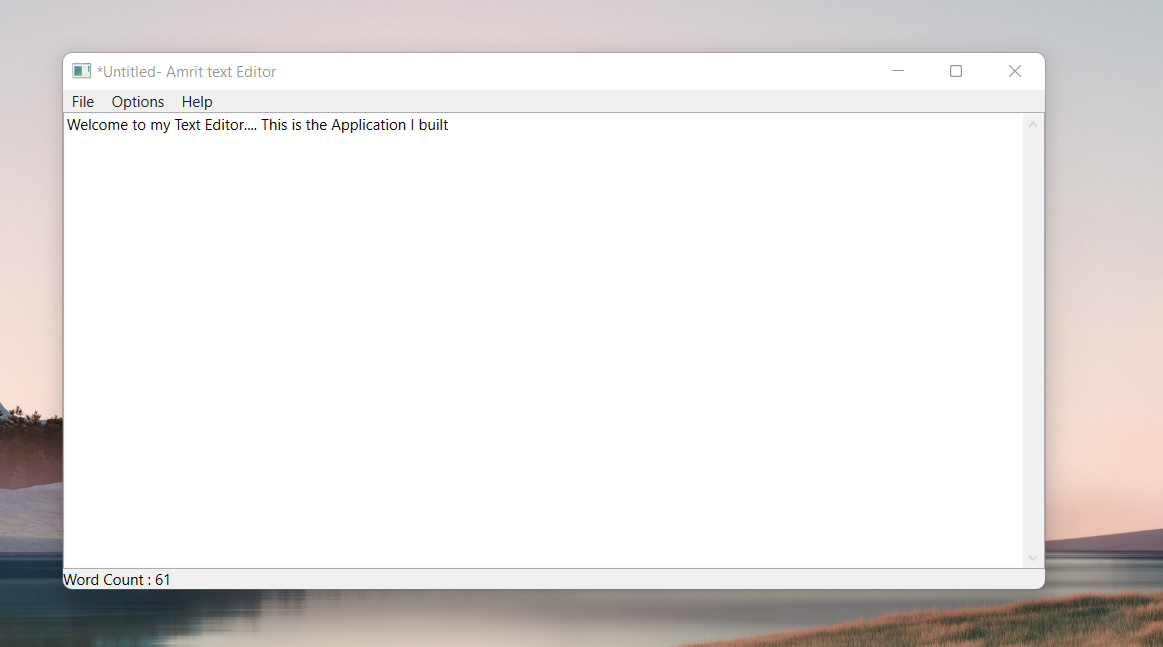 *Untitled- Amrit text Editor
File Options Help
Welcome to my Text Editor.... This is the Application I built
Word Count : 61